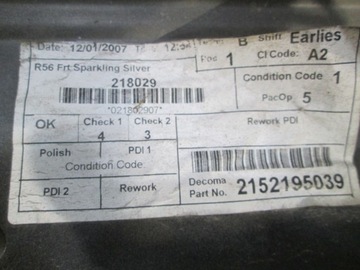 Date: 12/01/2007
B Shift Earlies
Pod 1
CI Code: A2
R56 Frt Sparkling Silver
218029
*021802907*
Condition Code 1
PacOp 5
OK
Check 1
4
Check 2
3
Rework PDI
Polish
PDI 1
Condition Code
PDI 2
Rework
Decoma
Part No. 2152195039